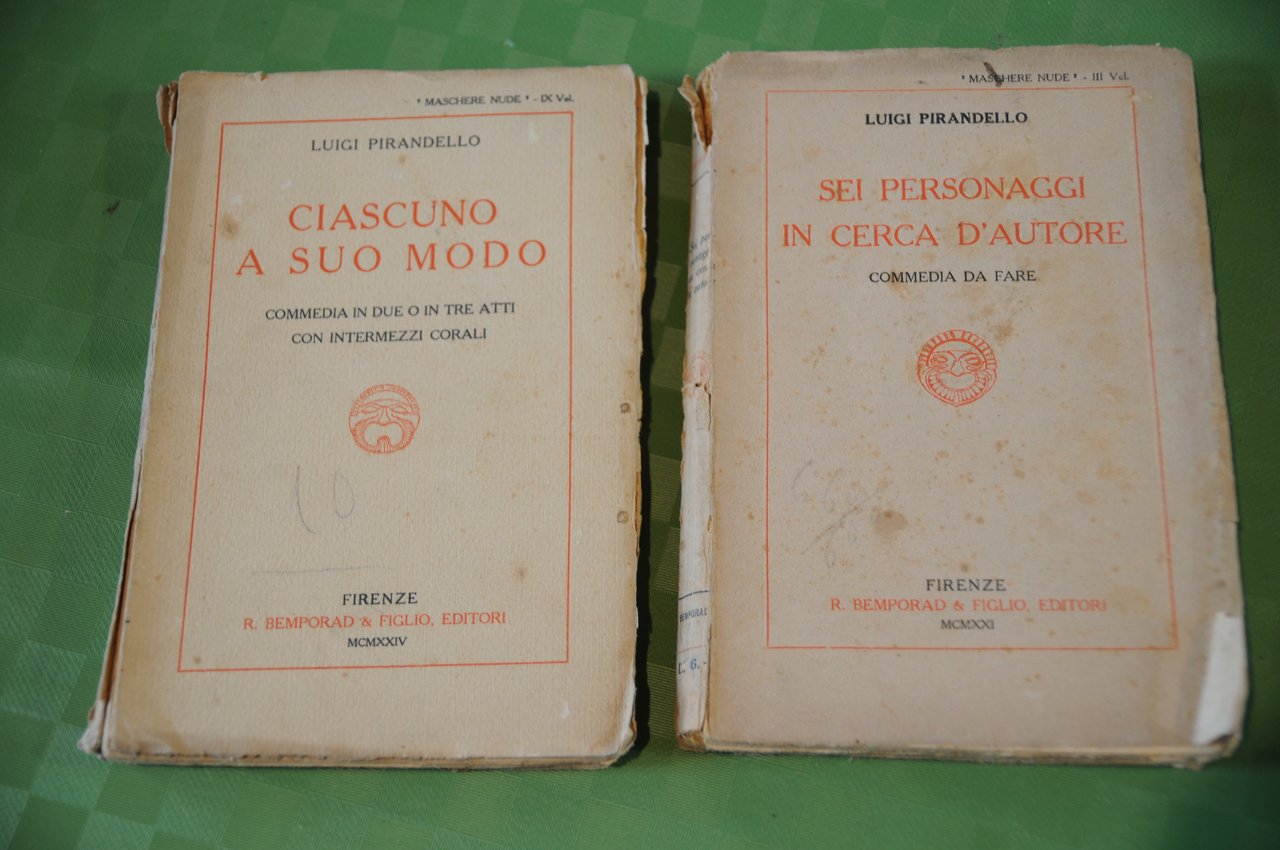 " MASCHERE NUDE " - IX Vol.
LUIGI PIRANDELLO
CIASCUNO
A SUO MODO
COMMEDIA IN DUE O IN TRE ATTI
CON INTERMEZZI CORALI
10
FIRENZE
R. BEMPORAD & FIGLIO, EDITORI
MCMXXIV
" MASCHERE NUDE " - III Vol.
LUIGI PIRANDELLO
SEI PERSONAGGI
IN CERCA D'AUTORE
COMMEDIA DA FARE
FIRENZE
R. BEMPORAD & FIGLIO, EDITORI
MCMXXI
BEMPORAD
L. 6.-